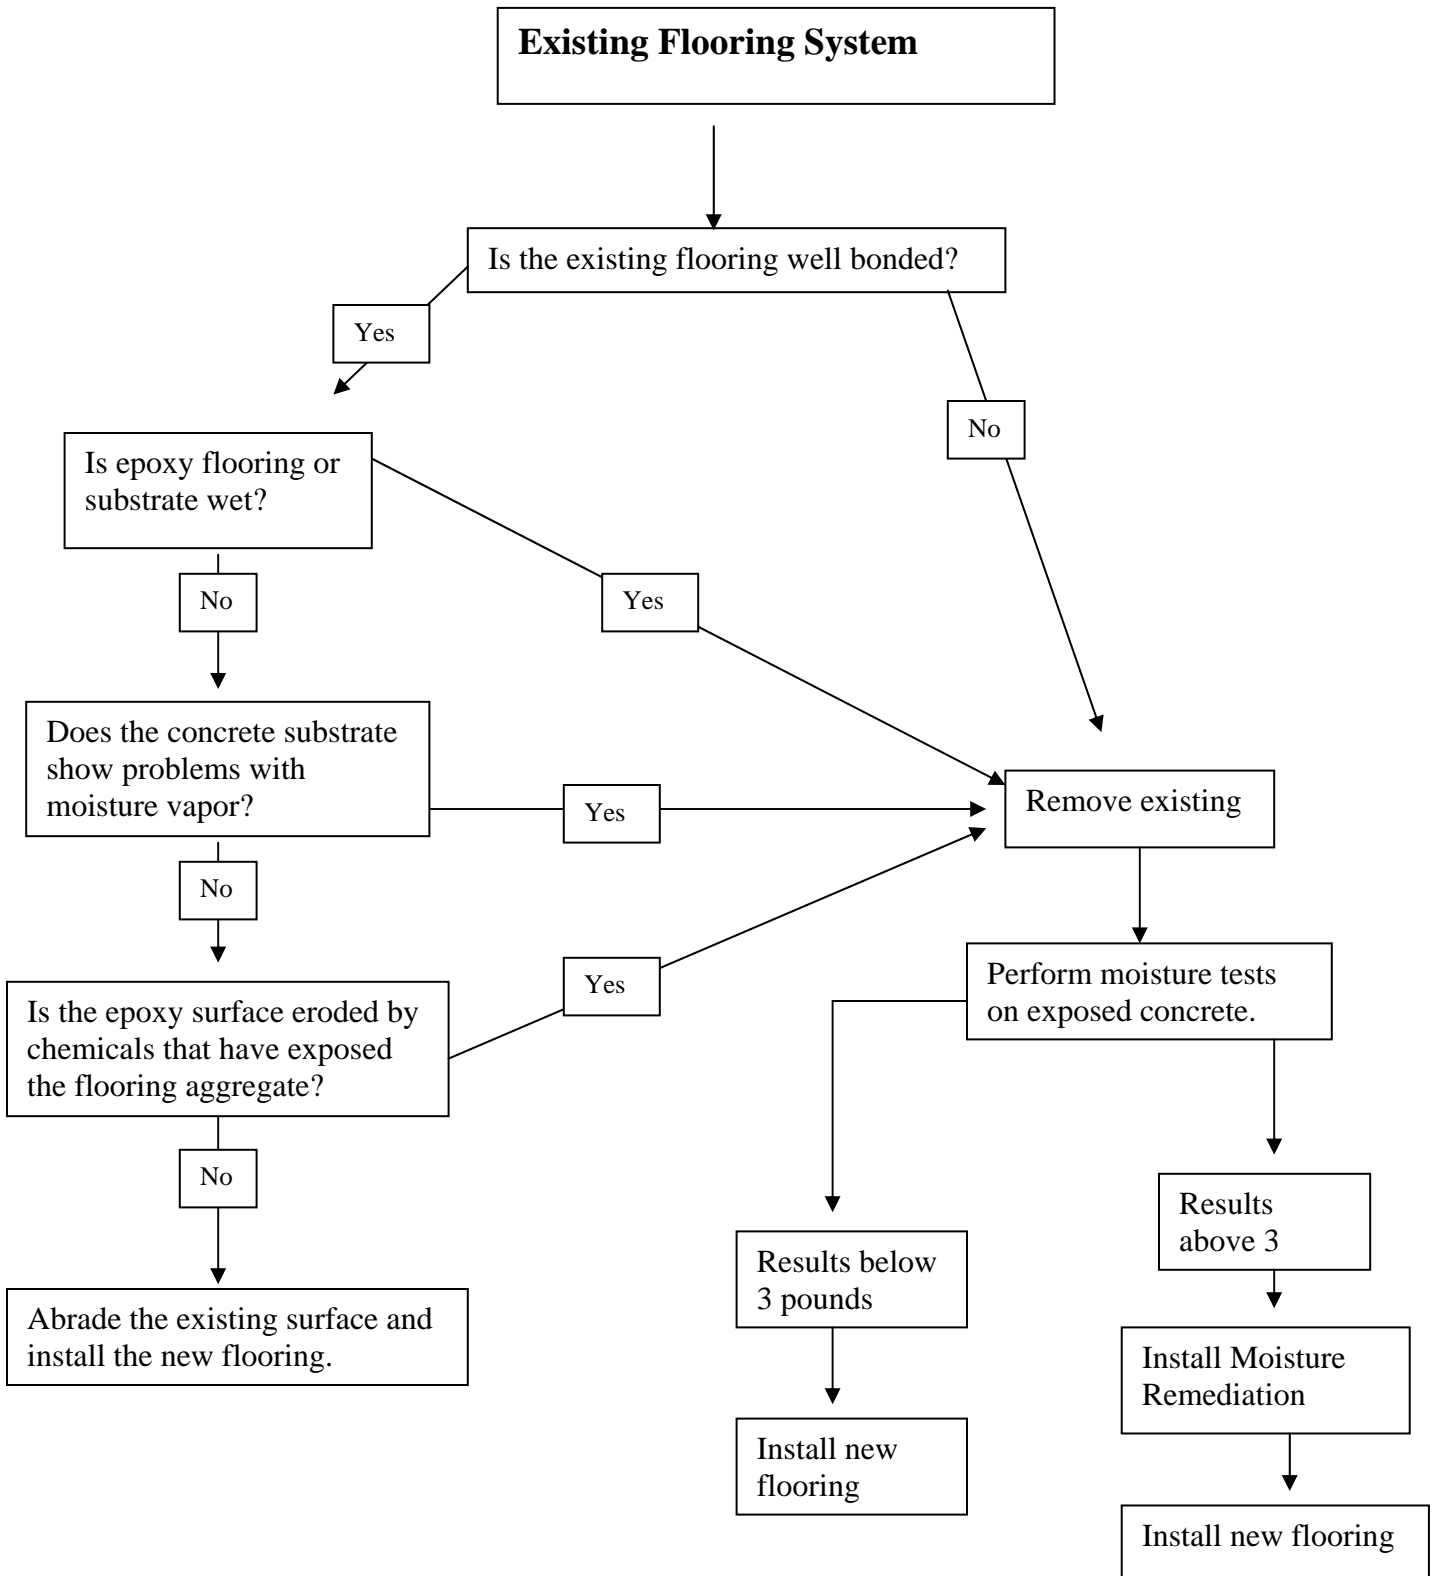 Existing Flooring System
Is the existing flooring well bonded?
Yes
No
Is epoxy flooring or
substrate wet?
No
Yes
Does the concrete substrate
show problems with
moisture vapor?
Yes
Remove existing
No
Perform moisture tests
on exposed concrete.
Yes
Is the epoxy surface eroded by
chemicals that have exposed
the flooring aggregate?
No
Results
above 3
Results below
3 pounds
Abrade the existing surface and
install the new flooring.
Install Moisture
Remediation
Install new
flooring
Install new flooring